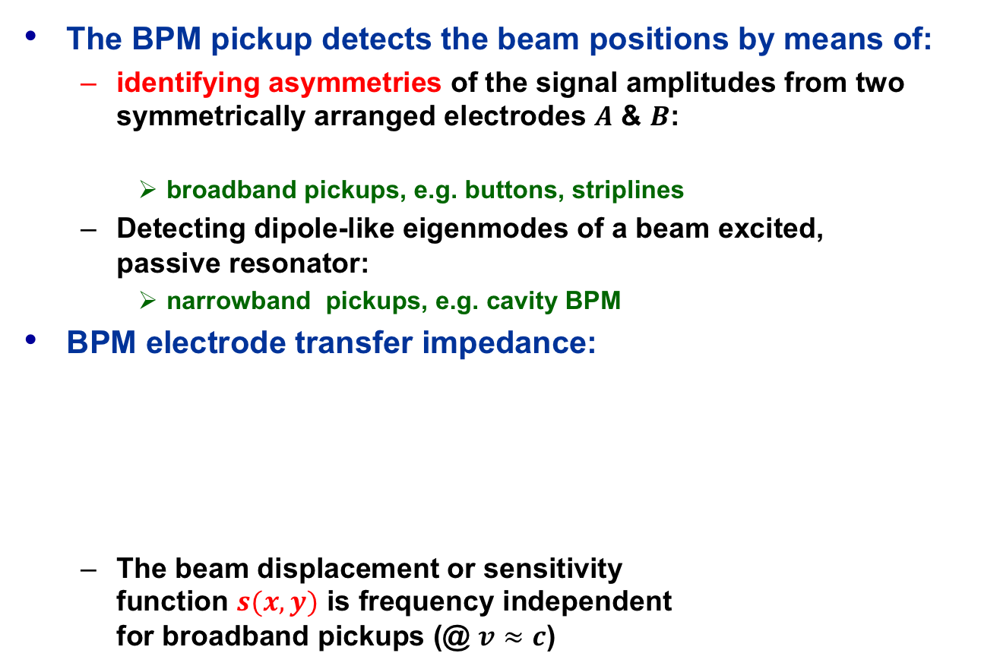 • The BPM pickup detects the beam positions by means of:
– identifying asymmetries of the signal amplitudes from two
symmetrically arranged electrodes A & B:
➢ broadband pickups, e.g. buttons, striplines
– Detecting dipole-like eigenmodes of a beam excited,
passive resonator:
➢ narrowband  pickups, e.g. cavity BPM
• BPM electrode transfer impedance:
– The beam displacement or sensitivity
function s(x, y) is frequency independent
for broadband pickups (@ v ≈ c)